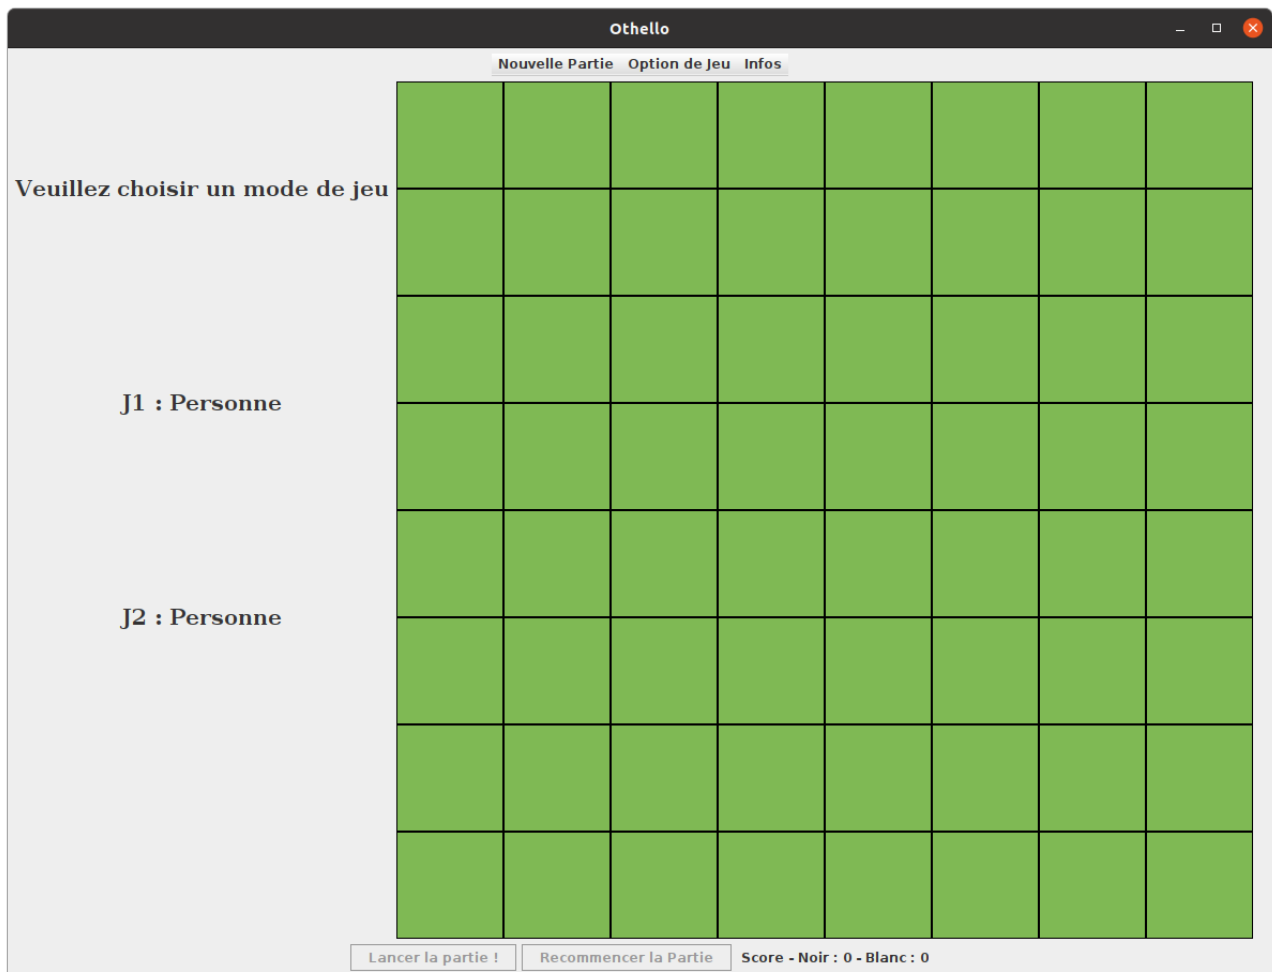 Othello
Nouvelle Partie Option de Jeu Infos
Veuillez choisir un mode de jeu
J1 : Personne
J2 : Personne
Lancer la partie ! Recommencer la Partie Score - Noir : 0 - Blanc : 0